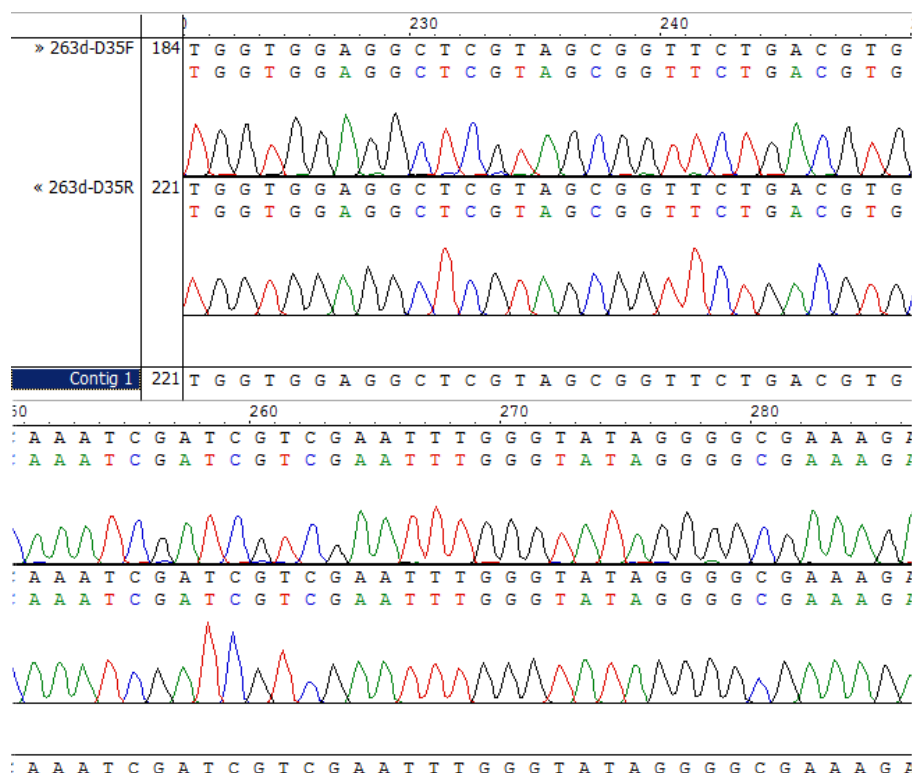 230 240
» 263d-D35F 184 T G G T G G A G G C T C G T A G C G G T T C T G A C G T G
T G G T G G A G G C T C G T A G C G G T T C T G A C G T G
« 263d-D35R 221 T G G T G G A G G C T C G T A G C G G T T C T G A C G T G
T G G T G G A G G C T C G T A G C G G T T C T G A C G T G
Contig 1 221 T G G T G G A G G C T C G T A G C G G T T C T G A C G T G
260 270 280
A A A T C G A T C G T C G A A T T T G G G T A T A G G G G C G A A A G A
A A A T C G A T C G T C G A A T T T G G G T A T A G G G G C G A A A G A
A A A T C G A T C G T C G A A T T T G G G T A T A G G G G C G A A A G A
A A A T C G A T C G T C G A A T T T G G G T A T A G G G G C G A A A G A
A A A T C G A T C G T C G A A T T T G G G T A T A G G G G C G A A A G A